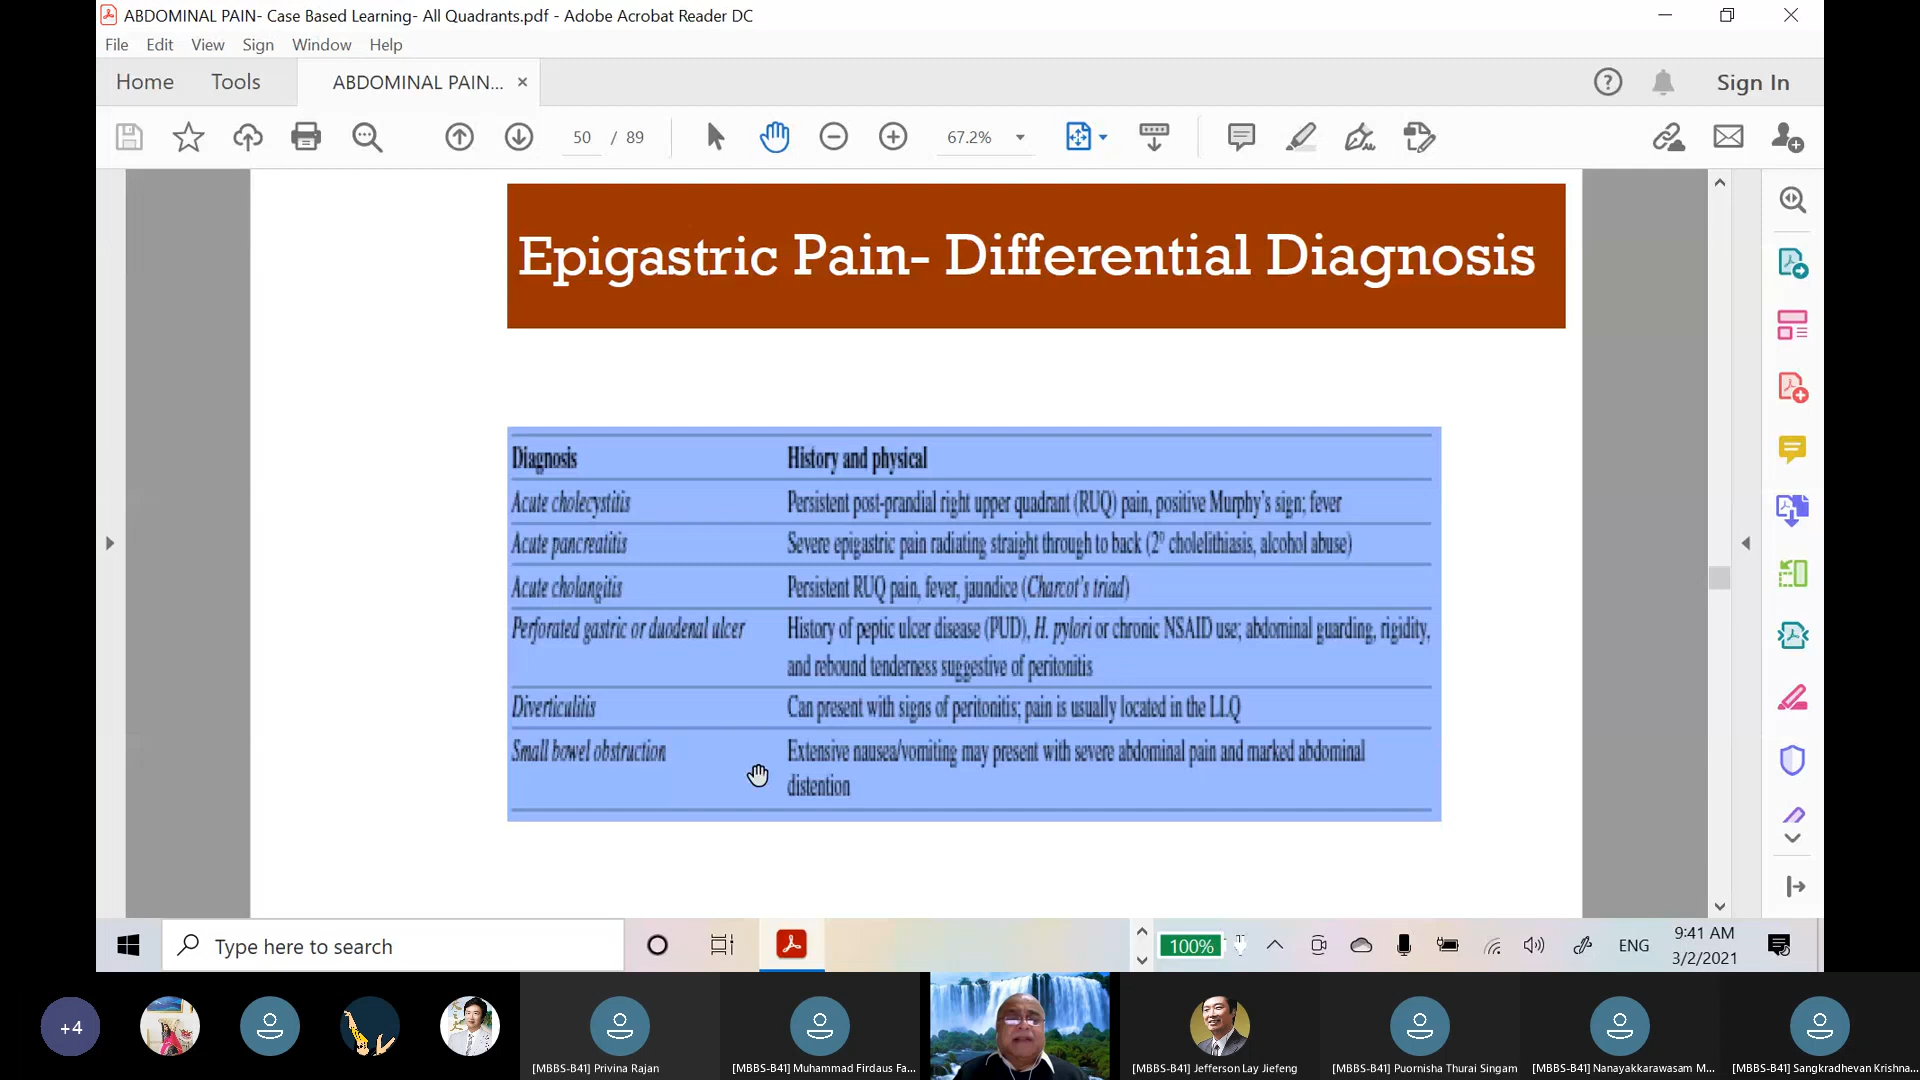 ABDOMINAL PAIN- Case Based Learning- All Quadrants.pdf - Adobe Acrobat Reader DC
File Edit View Sign Window Help
Home Tools ABDOMINAL PAIN... × Sign In
50 / 89 67.2%
Epigastric Pain- Differential Diagnosis
Diagnosis History and physical
Acute cholecystitis Persistent post-prandial right upper quadrant (RUQ) pain, positive Murphy's sign; fever
Acute pancreatitis Severe epigastric pain radiating straight through to back (2° cholelithiasis, alcohol abuse)
Acute cholangitis Persistent RUQ pain, fever, jaundice (Charcot's triad)
Perforated gastric or duodenal ulcer History of peptic ulcer disease (PUD), H. pylori or chronic NSAID use; abdominal guarding, rigidity,
and rebound tenderness suggestive of peritonitis
Diverticulitis Can present with signs of peritonitis; pain is usually located in the LLQ
Small bowel obstruction Extensive nausea/vomiting may present with severe abdominal pain and marked abdominal
distention
Type here to search 100% ENG 9:41 AM
3/2/2021
+4
[MBBS-B41] Privina Rajan [MBBS-B41] Muhammad Firdaus Fa... [MBBS-B41] Jefferson Lay Jiefeng [MBBS-B41] Puornisha Thurai Singam [MBBS-B41] Nanayakkarawasam M... [MBBS-B41] Sangkradhevan Krishna...